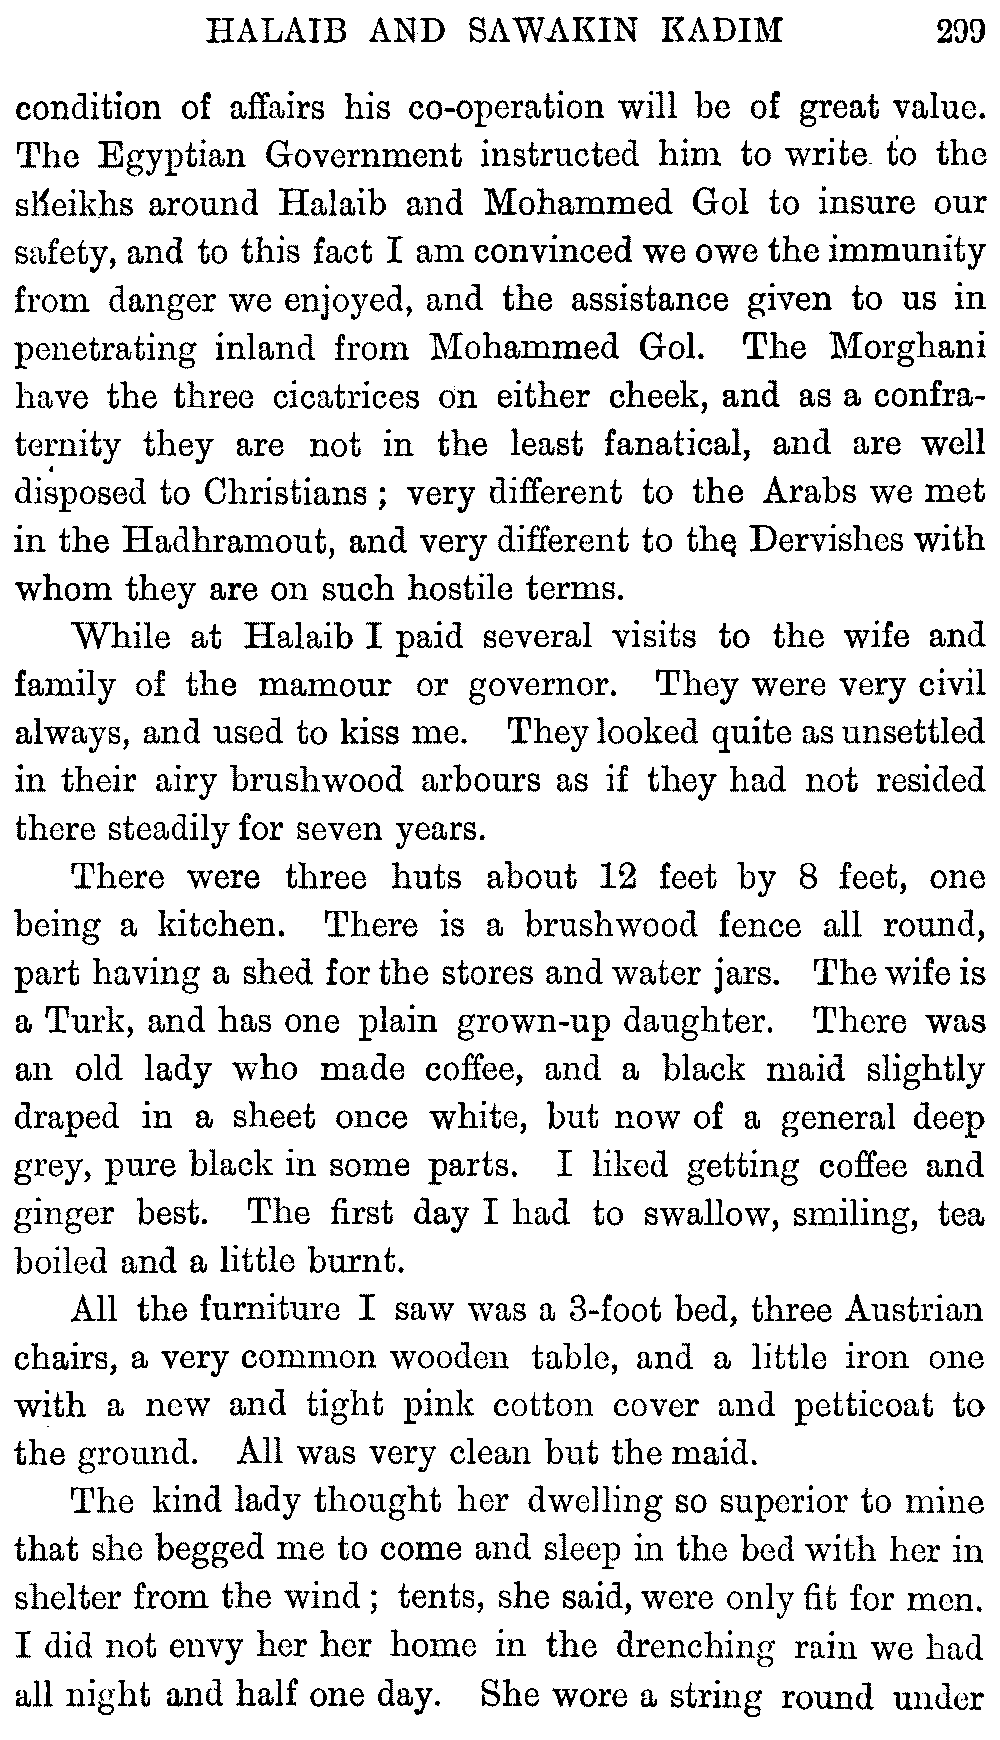 HALAIB AND SAWAKIN KADIM 299
condition of affairs his co-operation will be of great value.
The Egyptian Government instructed him to write to the
sheikhs around Halaib and Mohammed Gol to insure our
safety, and to this fact I am convinced we owe the immunity
from danger we enjoyed, and the assistance given to us in
penetrating inland from Mohammed Gol. The Morghani
have the three cicatrices on either cheek, and as a confra-
ternity they are not in the least fanatical, and are well
disposed to Christians ; very different to the Arabs we met
in the Hadhramout, and very different to the Dervishes with
whom they are on such hostile terms.
While at Halaib I paid several visits to the wife and
family of the mamour or governor. They were very civil
always, and used to kiss me. They looked quite as unsettled
in their airy brushwood arbours as if they had not resided
there steadily for seven years.
There were three huts about 12 feet by 8 feet, one
being a kitchen. There is a brushwood fence all round,
part having a shed for the stores and water jars. The wife is
a Turk, and has one plain grown-up daughter. There was
an old lady who made coffee, and a black maid slightly
draped in a sheet once white, but now of a general deep
grey, pure black in some parts. I liked getting coffee and
ginger best. The first day I had to swallow, smiling, tea
boiled and a little burnt.
All the furniture I saw was a 3-foot bed, three Austrian
chairs, a very common wooden table, and a little iron one
with a new and tight pink cotton cover and petticoat to
the ground. All was very clean but the maid.
The kind lady thought her dwelling so superior to mine
that she begged me to come and sleep in the bed with her in
shelter from the wind ; tents, she said, were only fit for men.
I did not envy her her home in the drenching rain we had
all night and half one day. She wore a string round under